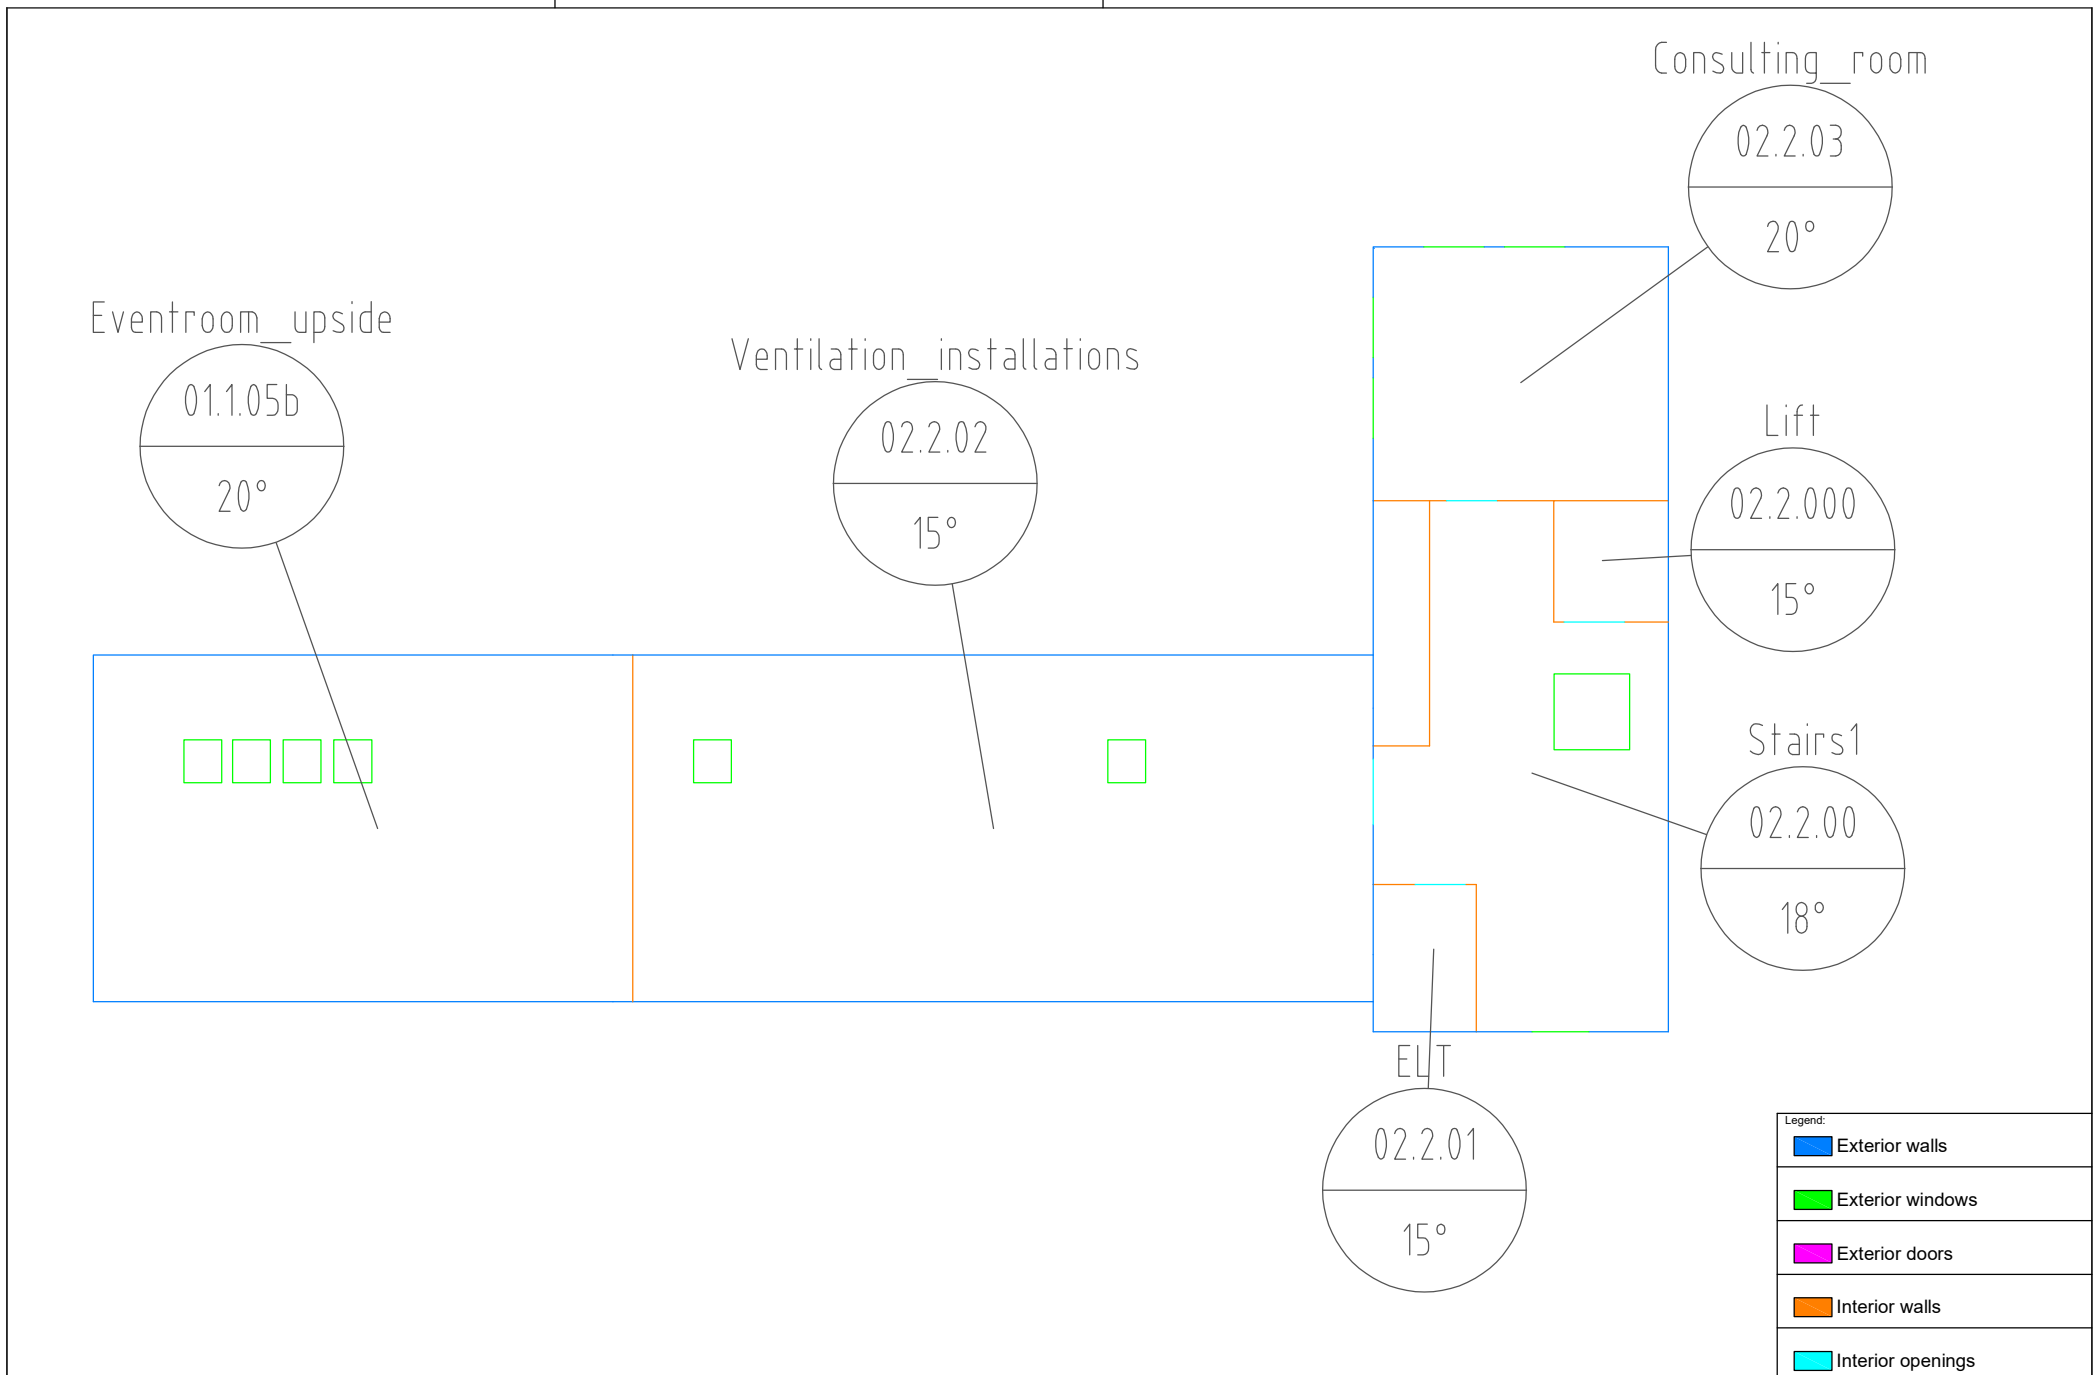 Consulting_room
02.2.03
20°
Eventroom_upside
01.1.05b
20°
Ventilation_installations
02.2.02
15°
Lift
02.2.000
15°
Stairs1
02.2.00
18°
ELT
02.2.01
15°
Legend:
Exterior walls
Exterior windows
Exterior doors
Interior walls
Interior openings